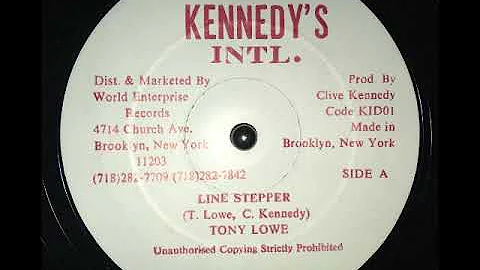 KENNEDY'S
INTL.
Dist. & Marketed By
World Enterprise
Records
4714 Church Ave.
Brooklyn, New York
11203
(718)282-7709 (718)282-7842
Prod By
Clive Kennedy
Code KID01
Made in
Brooklyn, New York
SIDE A
LINE STEPPER
(T. Lowe, C. Kennedy)
TONY LOWE
Unauthorised Copying Strictly Prohibited